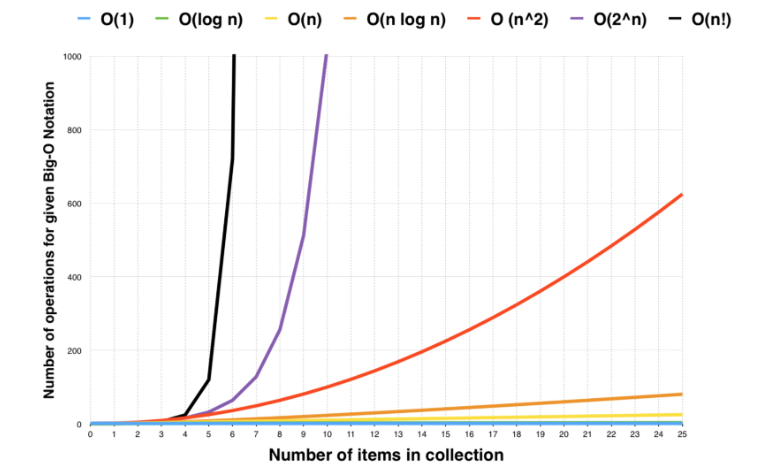 O(1) O(log n) O(n) O(n log n) O (n^2) O(2^n) O(n!)
Number of operations for given Big-O Notation
1000
800
600
400
200
0
0 1 2 3 4 5 6 7 8 9 10 11 12 13 14 15 16 17 18 19 20 21 22 23 24 25
Number of items in collection